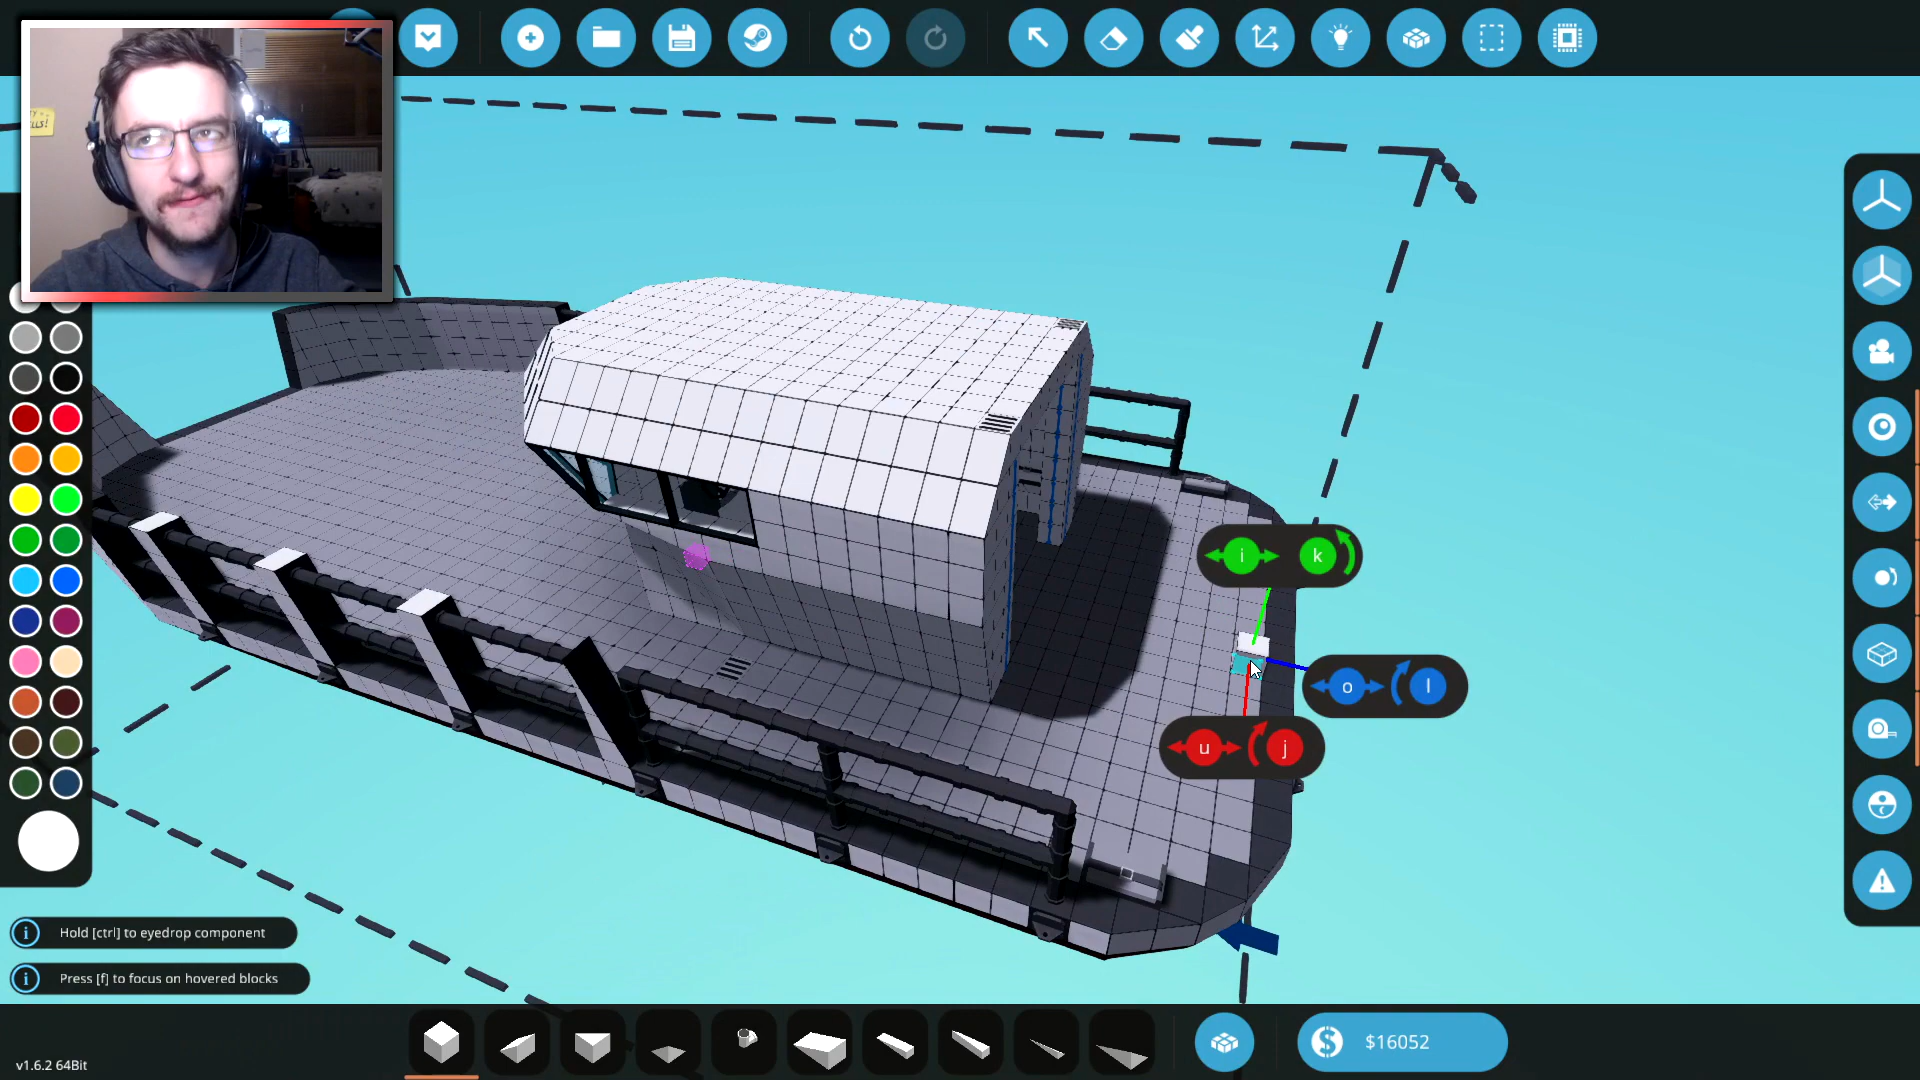 i
k
o
l
u
j
Hold [ctrl] to eyedrop component
Press [f] to focus on hovered blocks
$16052
v1.6.2 64Bit